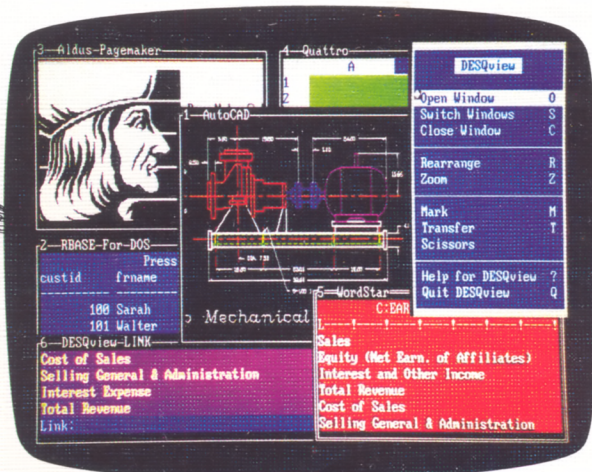 3-Aldus-Pagemaker
4-Quattro
A
1
2
1-AutoCAD
2-RBASE-For-DOS
Press
custid frname
100 Sarah
101 Walter
Mechanical
5-WordStar
C:EAR
L
Sales
Equity (Net Earn. of Affiliates)
Interest and Other Income
Total Revenue
Cost of Sales
Selling General & Administration
6-DESQview-LINK
Cost of Sales
Selling General & Administration
Interest Expense
Total Revenue
Link:
DESQview
Open Window O
Switch Windows S
Close Window C
Rearrange R
Zoom Z
Mark M
Transfer T
Scissors
Help for DESQview ?
Quit DESQview Q